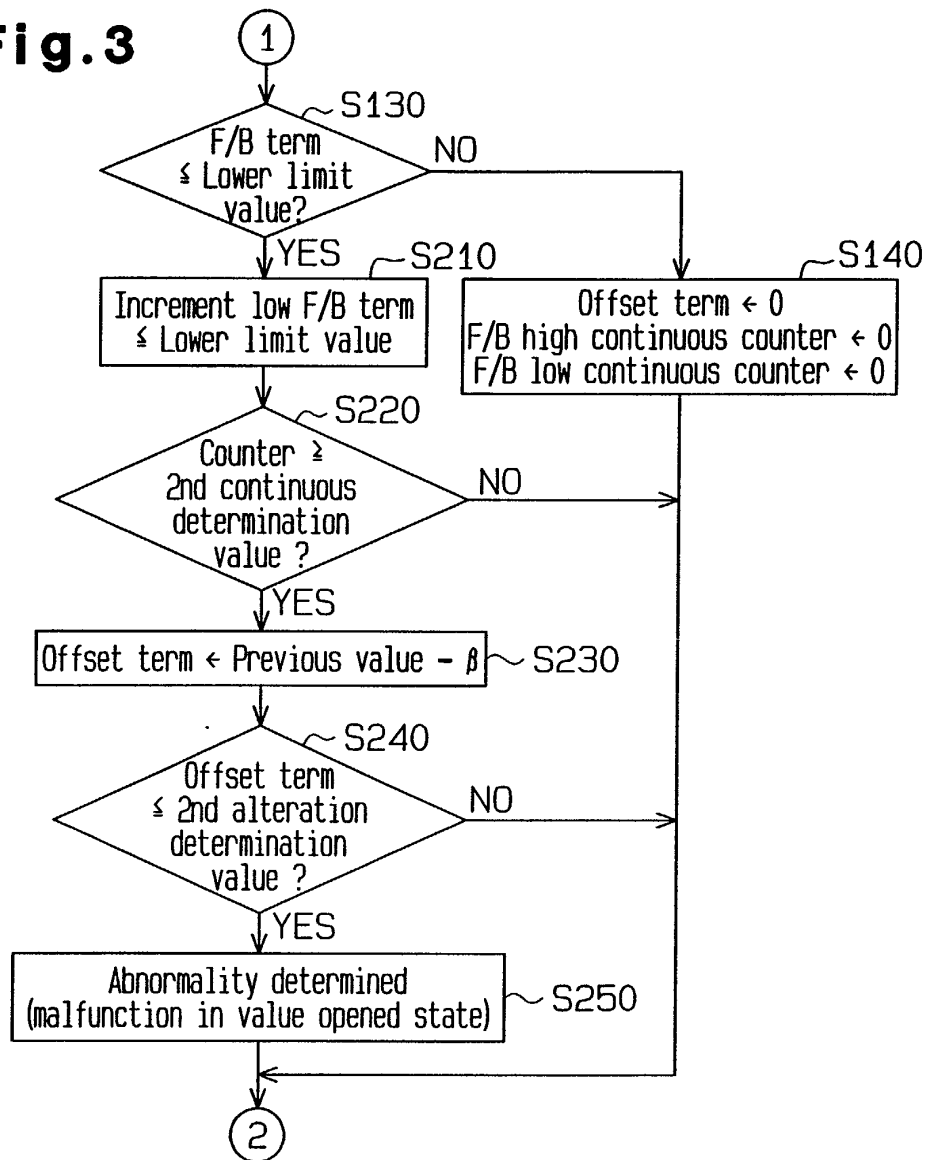 Fig.3
1
S130
F/B term
≦ Lower limit
value?
NO
YES
S210
Increment low F/B term
≦ Lower limit value
S140
Offset term ← 0
F/B high continuous counter ← 0
F/B low continuous counter ← 0
S220
Counter ≧
2nd continuous
determination
value ?
NO
YES
Offset term ← Previous value - β
S230
S240
Offset term
≦ 2nd alteration
determination
value ?
NO
YES
Abnormality determined
(malfunction in value opened state)
S250
2